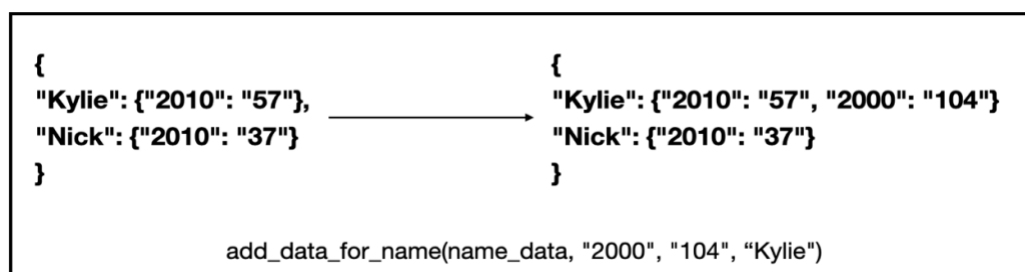 {
"Kylie": {"2010": "57"},
"Nick": {"2010": "37"}
}
{
"Kylie": {"2010": "57", "2000": "104"}
"Nick": {"2010": "37"}
}
add_data_for_name(name_data, "2000", "104", “Kylie")